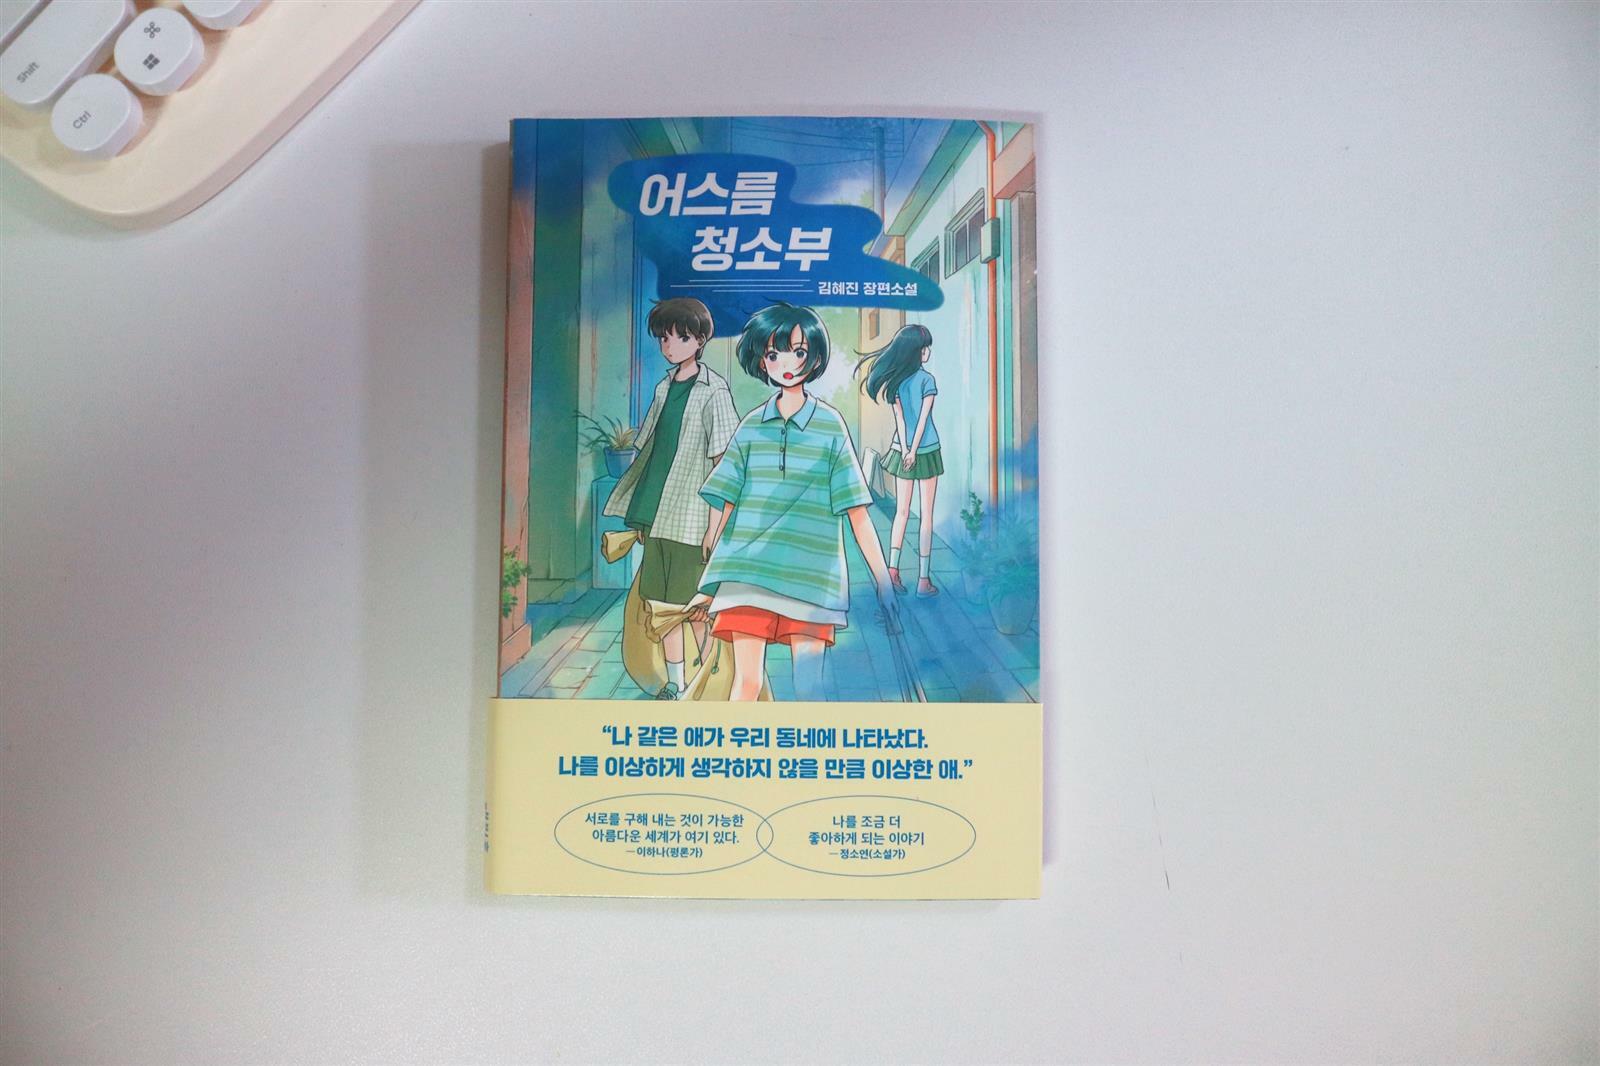 Shift
⌘
Ctrl
어스름
청소부
김혜진 장편소설
“나 같은 애가 우리 동네에 나타났다.
나를 이상하게 생각하지 않을 만큼 이상한 애.”
서로를 구해 내는 것이 가능한
아름다운 세계가 여기 있다.
—이하나(평론가)
나를 조금 더
좋아하게 되는 이야기
—정소연(소설가)